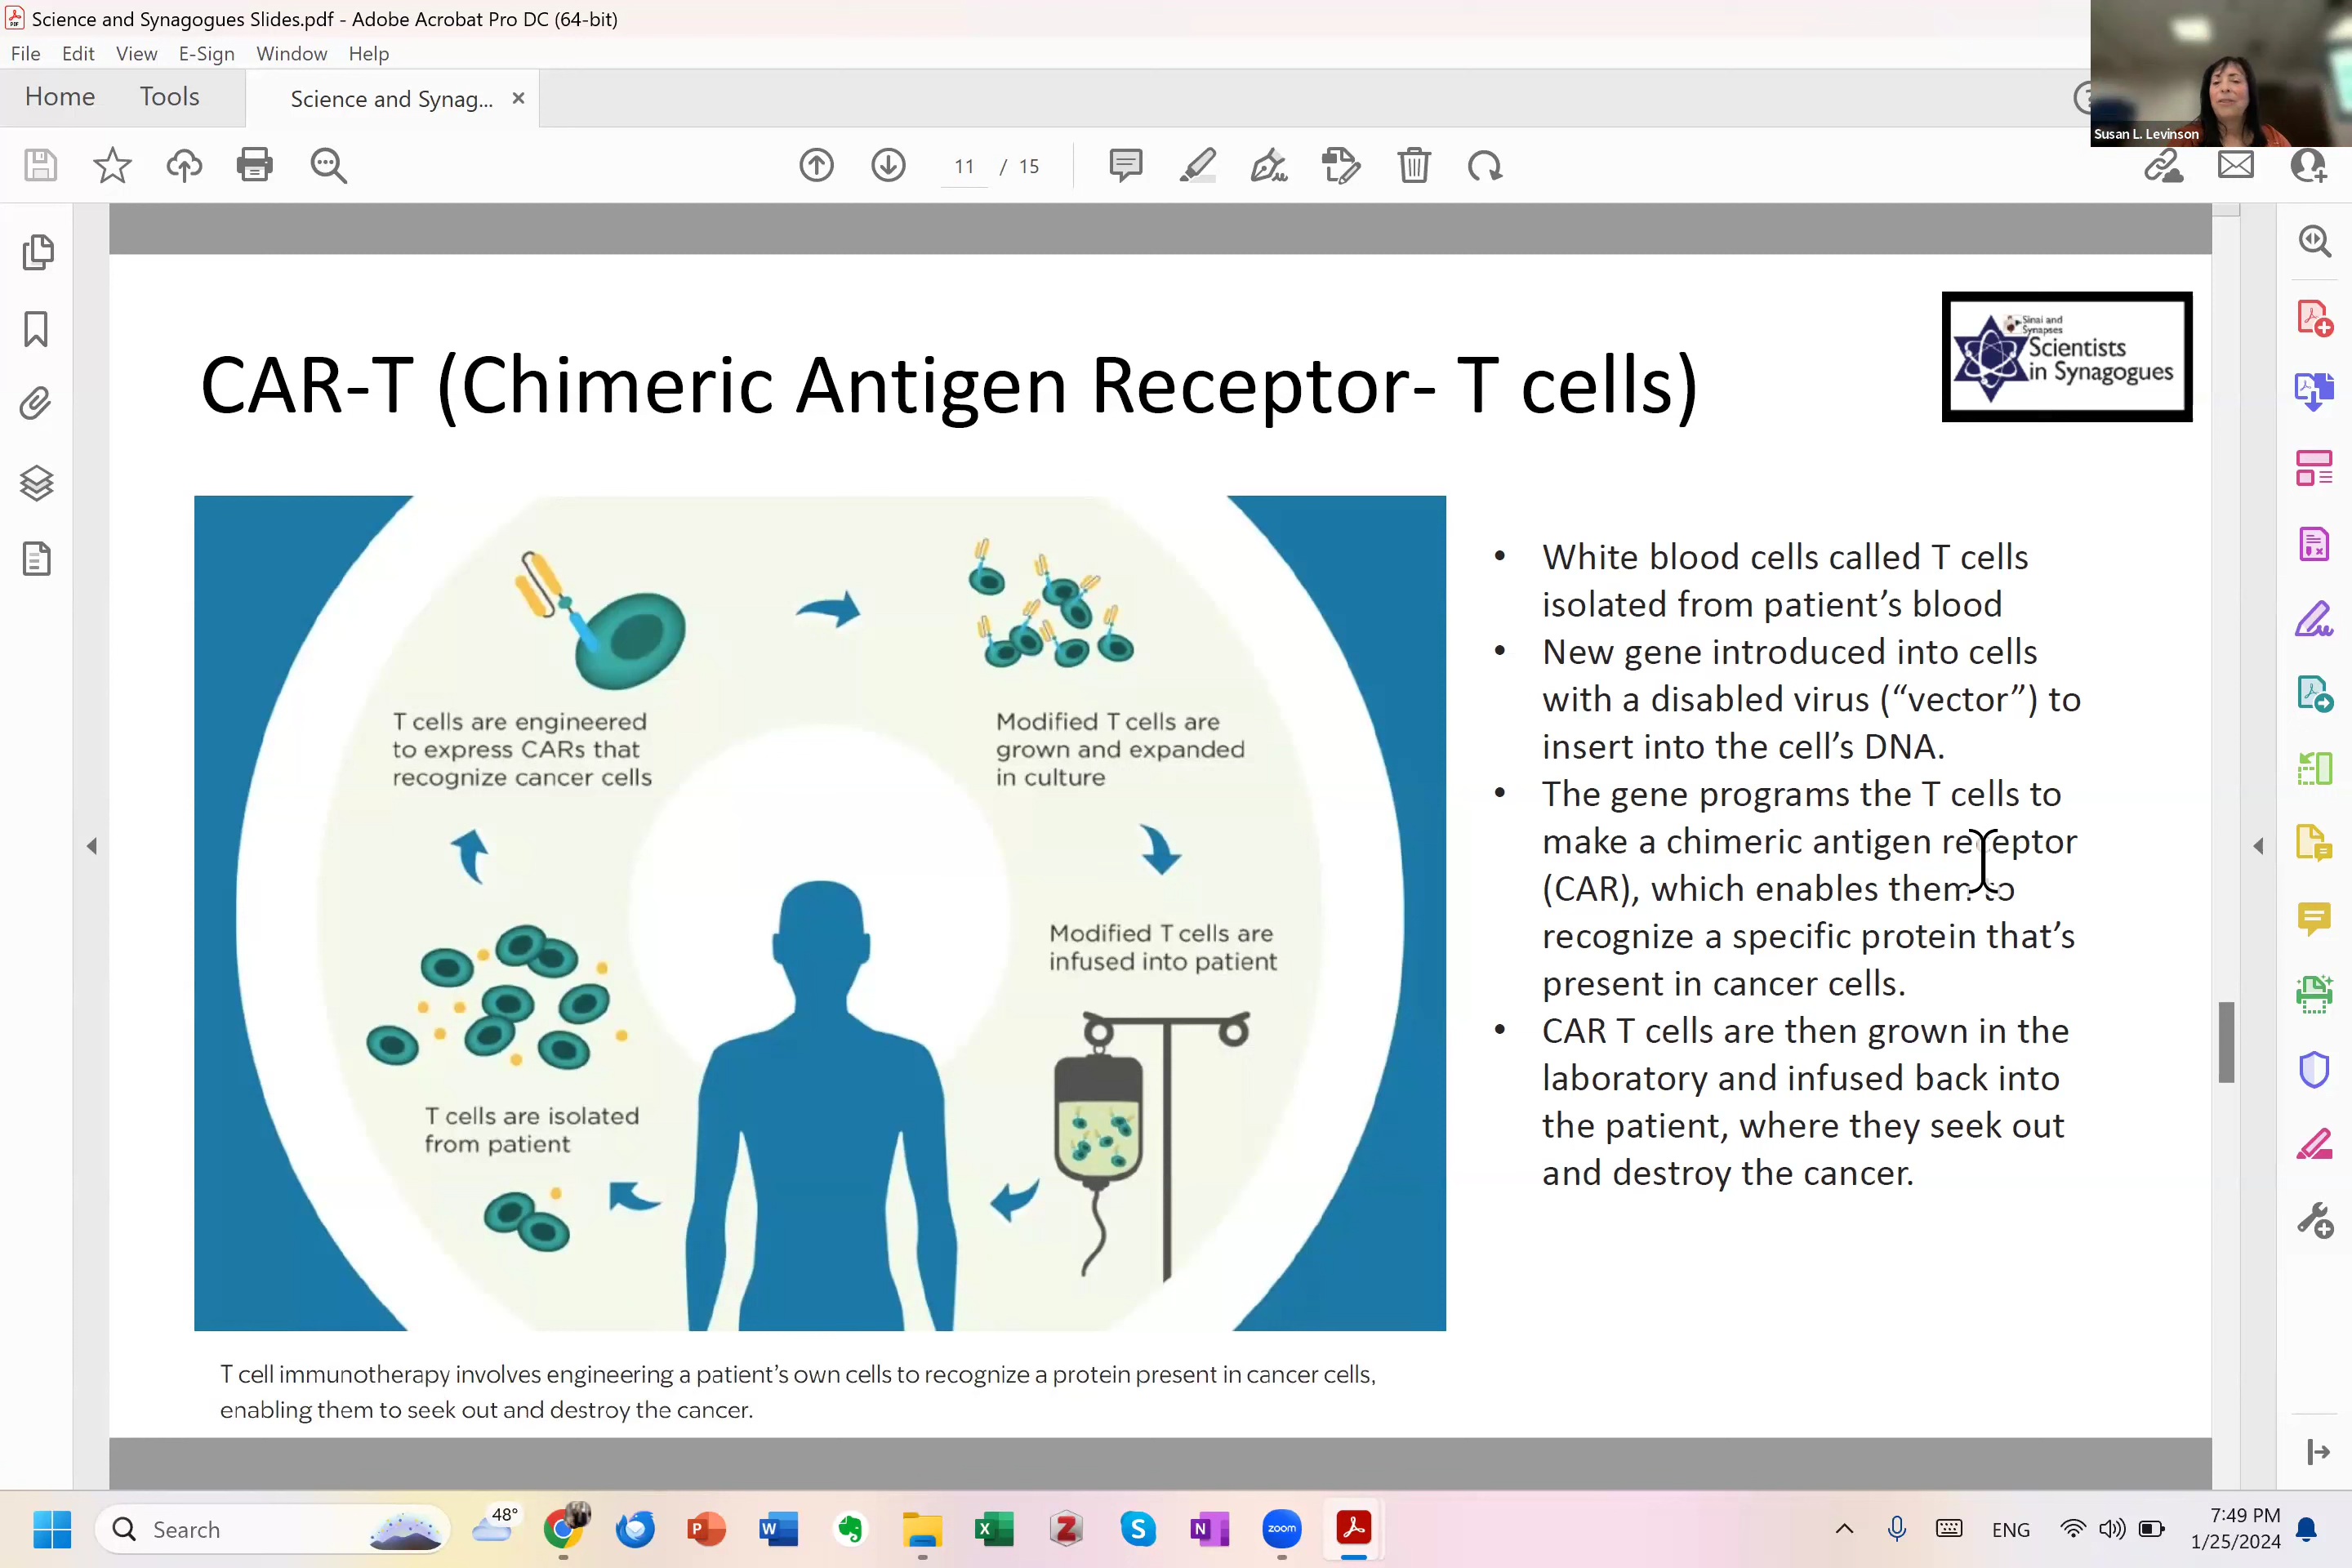 Science and Synagogues Slides.pdf - Adobe Acrobat Pro DC (64-bit)
File Edit View E-Sign Window Help
Home Tools Science and Synag... ×
11 / 15
Susan L. Levinson
CAR-T (Chimeric Antigen Receptor- T cells)
Sinai and
Synapses
Scientists
in Synagogues
T cells are engineered
to express CARs that
recognize cancer cells
Modified T cells are
grown and expanded
in culture
Modified T cells are
infused into patient
T cells are isolated
from patient
T cell immunotherapy involves engineering a patient's own cells to recognize a protein present in cancer cells,
enabling them to seek out and destroy the cancer.
• White blood cells called T cells
isolated from patient’s blood
• New gene introduced into cells
with a disabled virus (“vector”) to
insert into the cell’s DNA.
• The gene programs the T cells to
make a chimeric antigen receptor
(CAR), which enables them to
recognize a specific protein that’s
present in cancer cells.
• CAR T cells are then grown in the
laboratory and infused back into
the patient, where they seek out
and destroy the cancer.
Search
48°
zoom
ENG
7:49 PM
1/25/2024